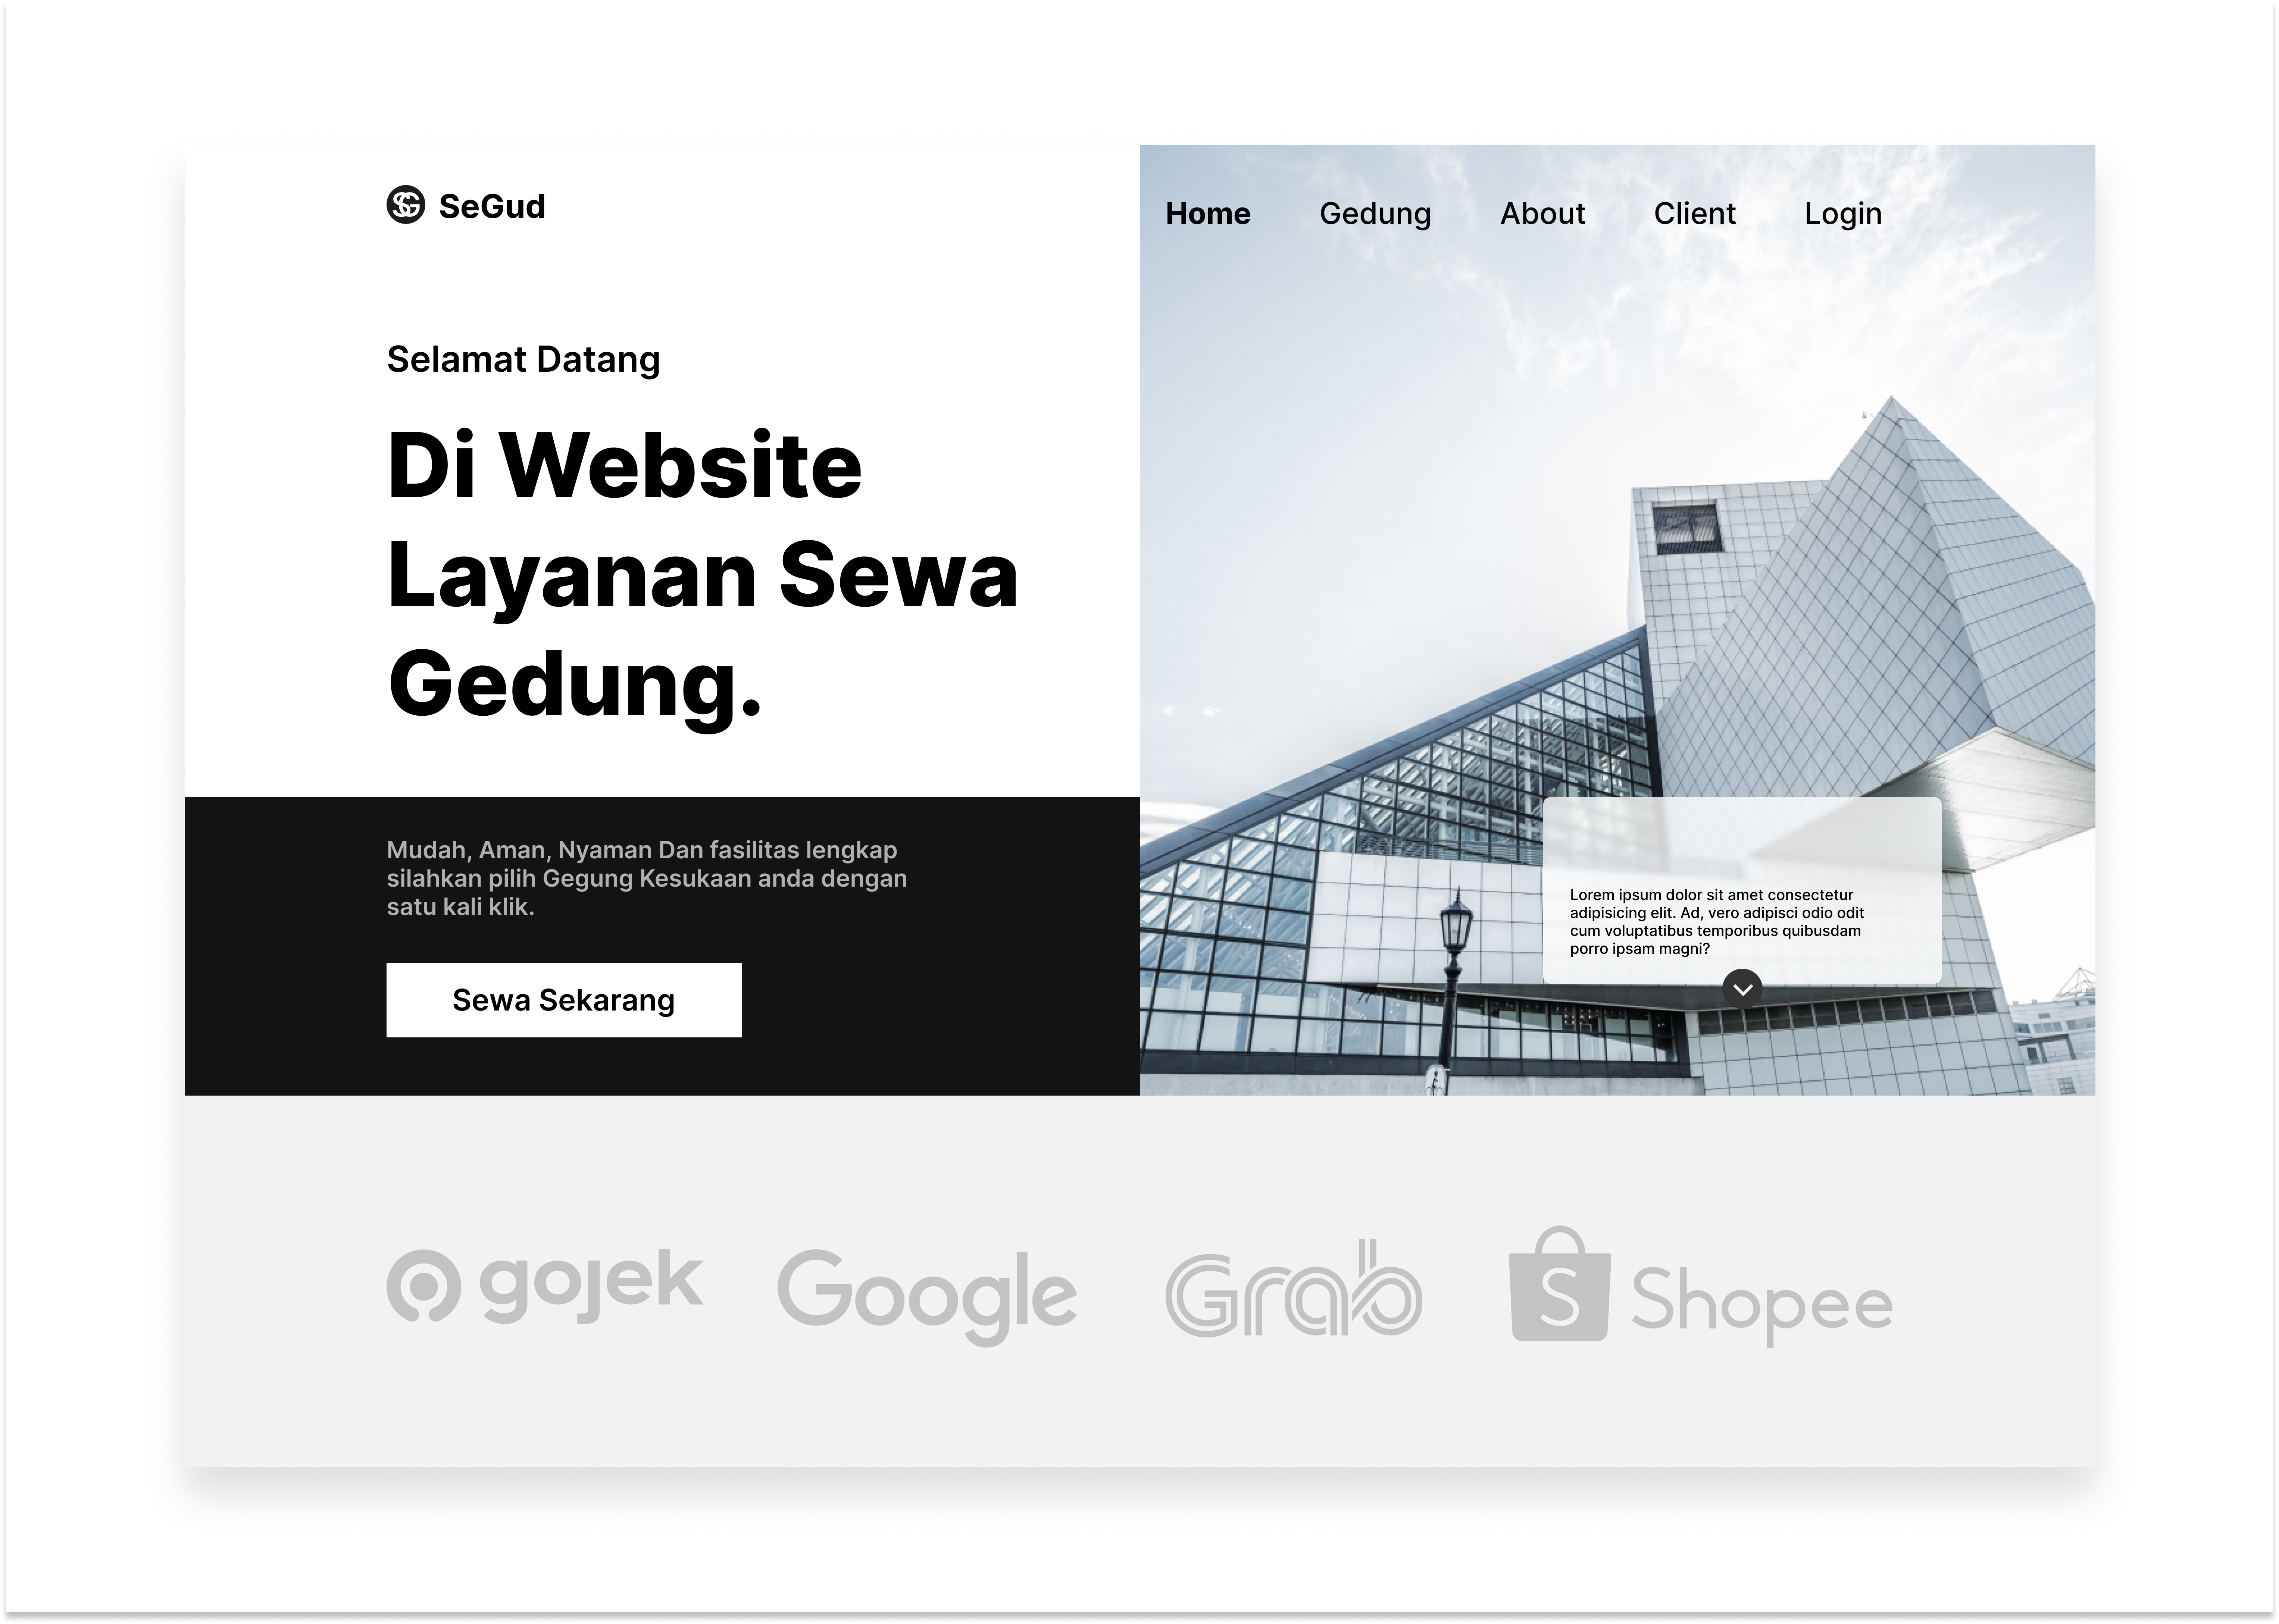 SG SeGud
Home Gedung About Client Login
Selamat Datang
Di Website
Layanan Sewa
Gedung.
Mudah, Aman, Nyaman Dan fasilitas lengkap
silahkan pilih Gegung Kesukaan anda dengan
satu kali klik.
Sewa Sekarang
Lorem ipsum dolor sit amet consectetur
adipisicing elit. Ad, vero adipisci odio odit
cum voluptatibus temporibus quibusdam
porro ipsam magni?
gojek Google Grab S Shopee